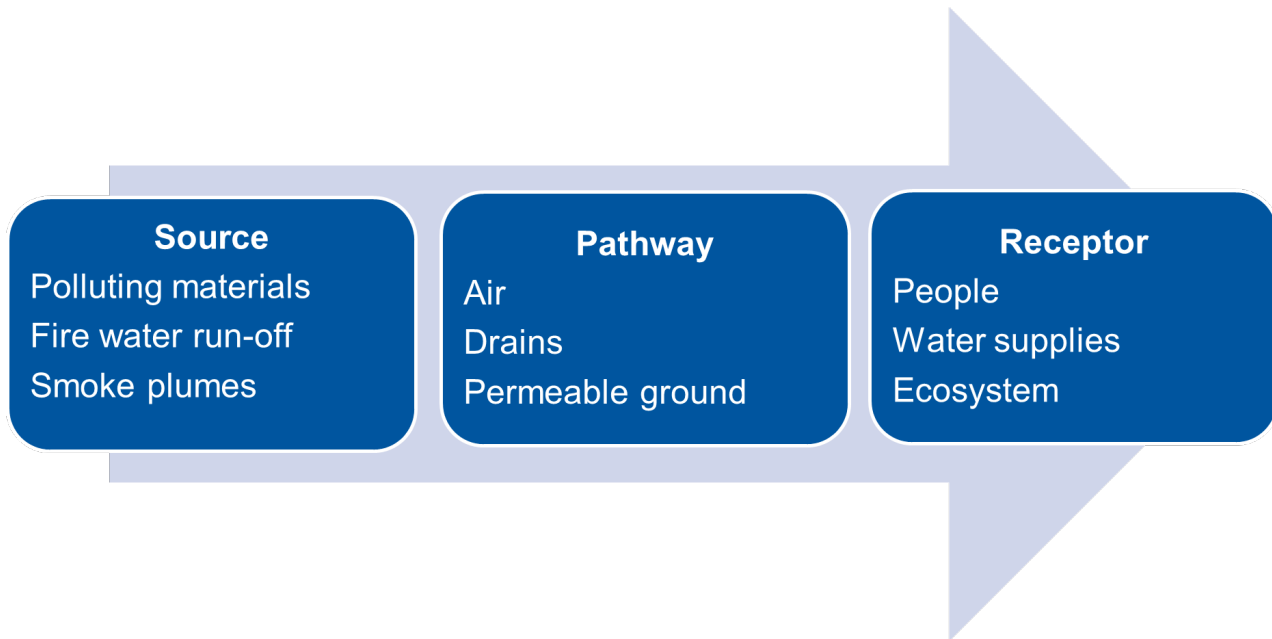 Source
Polluting materials
Fire water run-off
Smoke plumes
Pathway
Air
Drains
Permeable ground
Receptor
People
Water supplies
Ecosystem